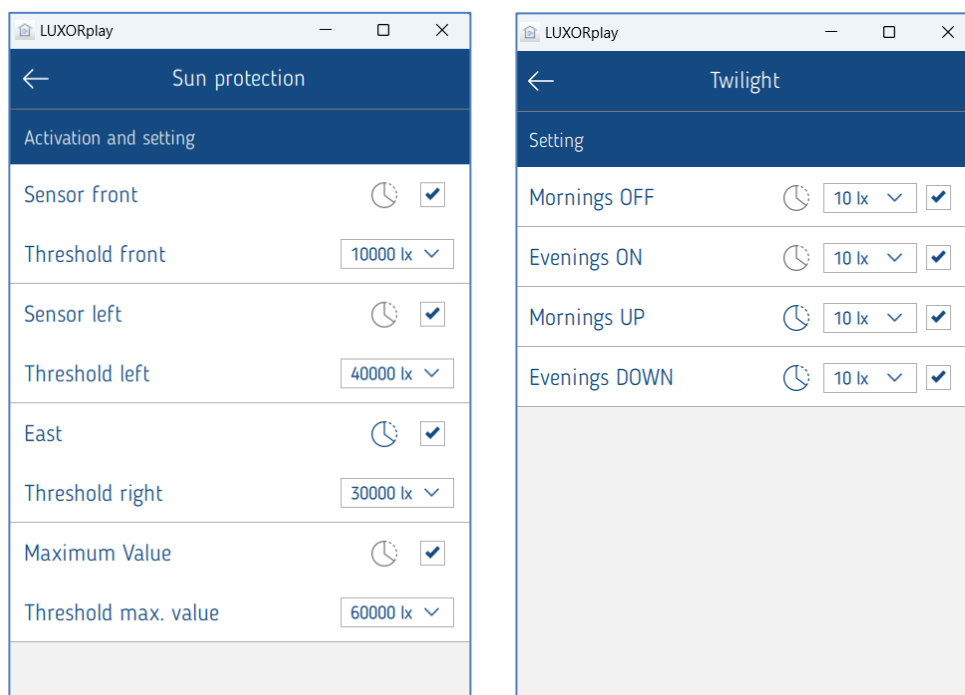 LUXORplay
Sun protection
Activation and setting
Sensor front
Threshold front 10000 lx
Sensor left
Threshold left 40000 lx
East
Threshold right 30000 lx
Maximum Value
Threshold max. value 60000 lx
LUXORplay
Twilight
Setting
Mornings OFF 10 lx
Evenings ON 10 lx
Mornings UP 10 lx
Evenings DOWN 10 lx